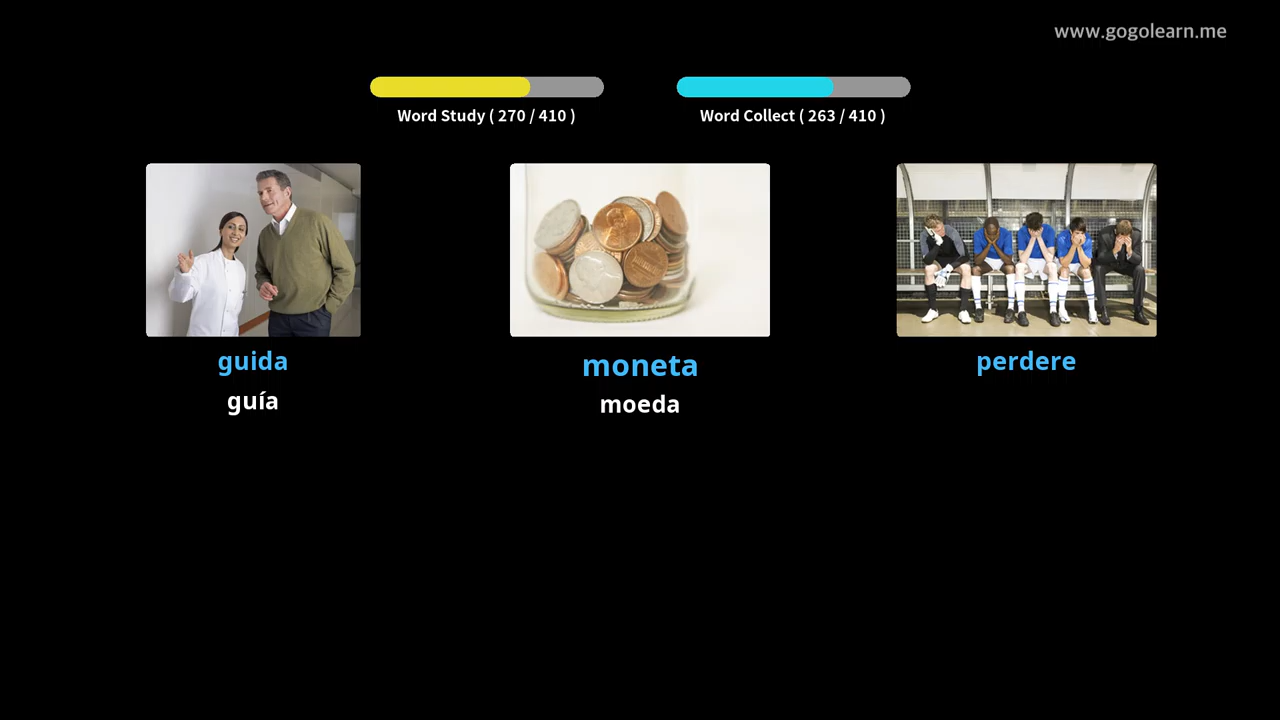 www.gogolearn.me
Word Study ( 270 / 410 )
Word Collect ( 263 / 410 )
guida
guía
moneta
moeda
perdere